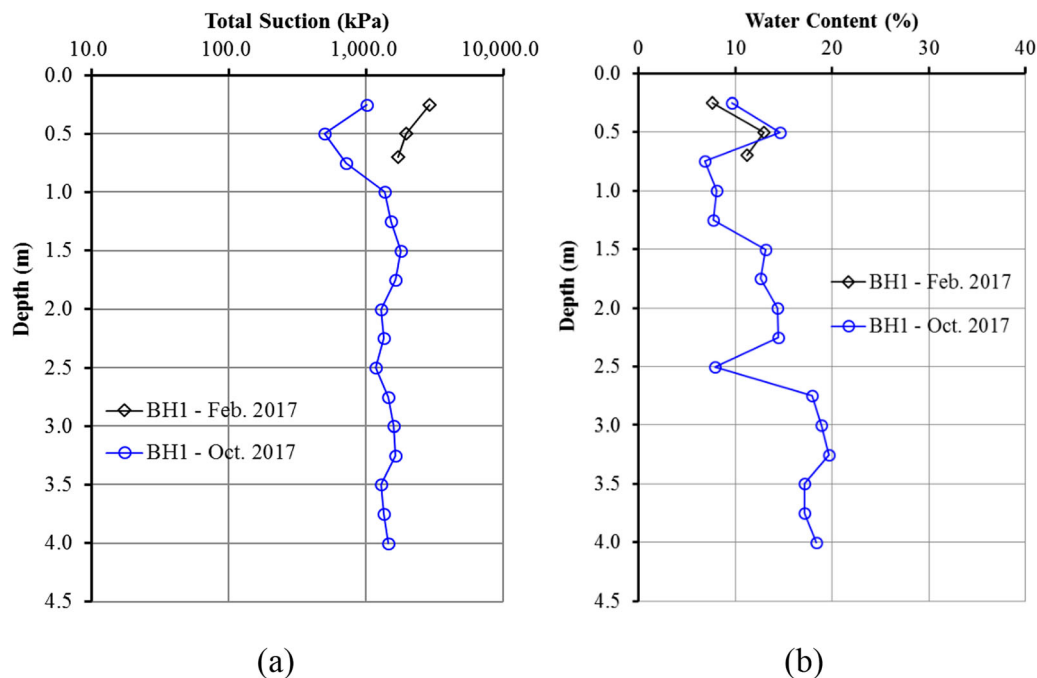 Total Suction (kPa)
10.0 100.0 1,000.0 10,000.0
0.0
0.5
1.0
1.5
2.0
2.5
3.0
3.5
4.0
4.5
Depth (m)
BH1 - Feb. 2017
BH1 - Oct. 2017
(a)
Water Content (%)
0 10 20 30 40
0.0
0.5
1.0
1.5
2.0
2.5
3.0
3.5
4.0
4.5
Depth (m)
BH1 - Feb. 2017
BH1 - Oct. 2017
(b)